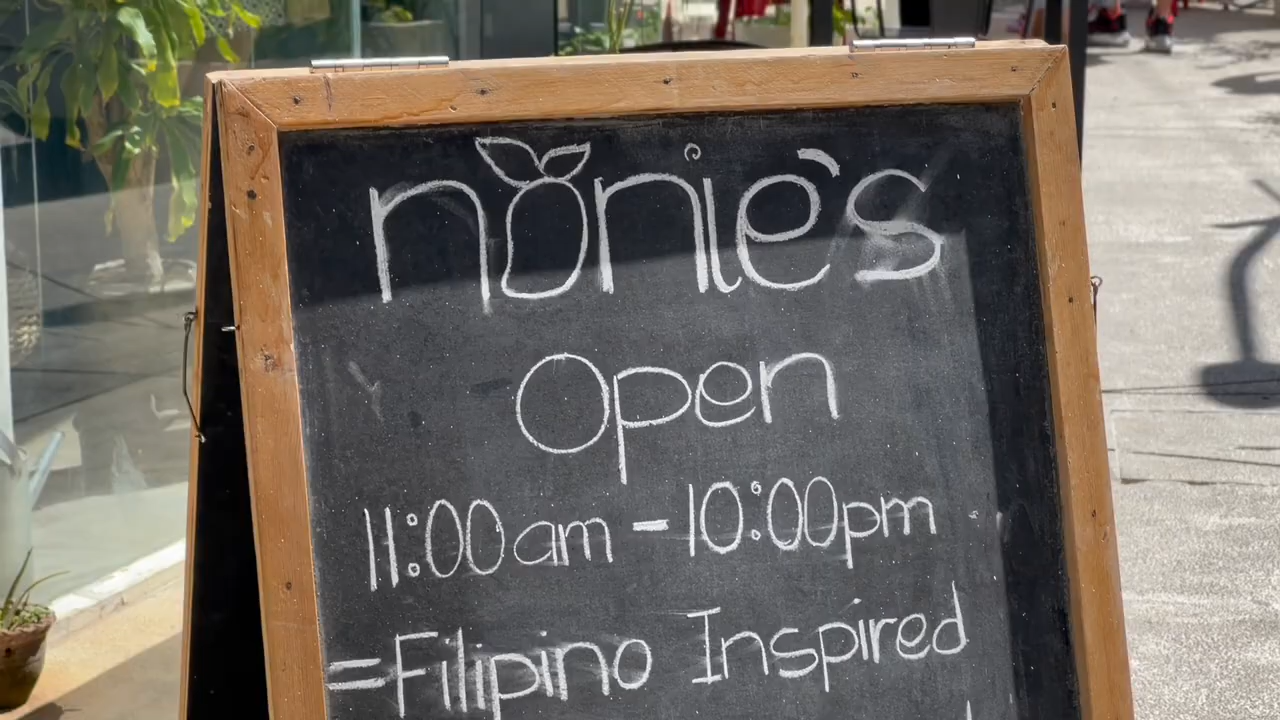 nonie's
Open
11:00am - 10:00pm
=Filipino Inspired